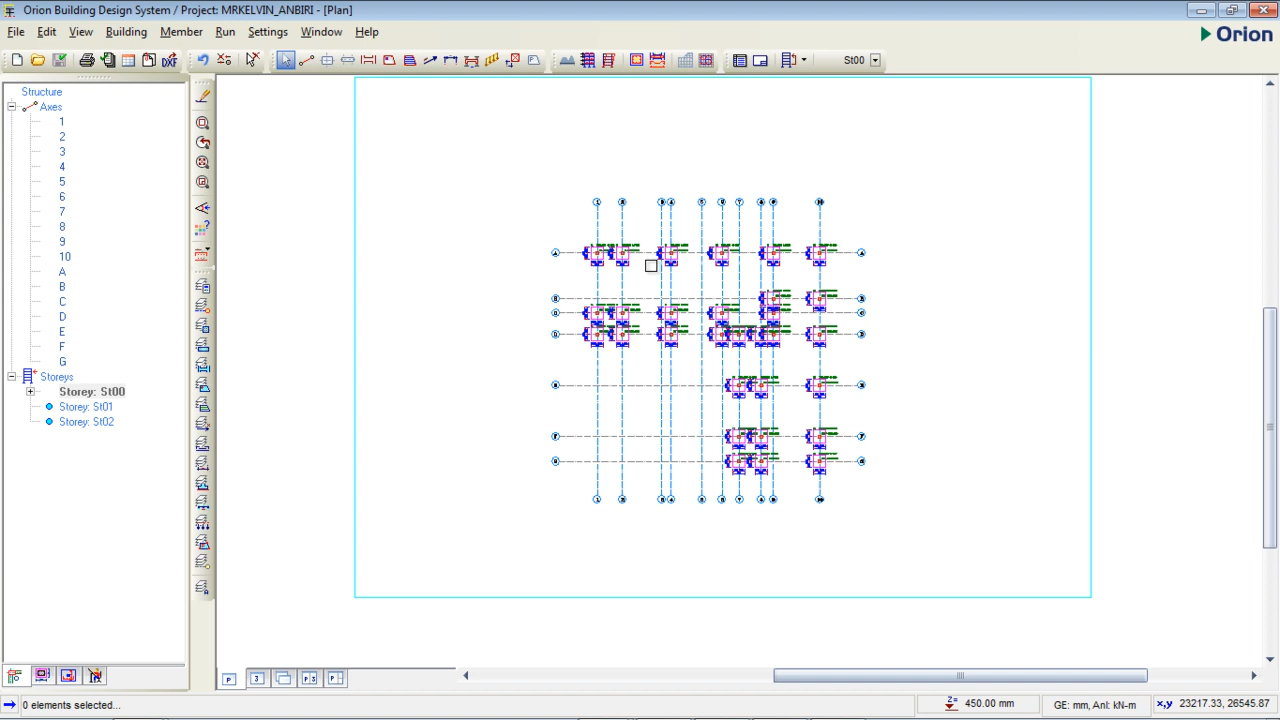 Orion Building Design System / Project: MRKELVIN_ANBIRI - [Plan]
File Edit View Building Member Run Settings Window Help
Orion
DXF St00
Structure
Axes
1
2
3
4
5
6
7
8
9
10
A
B
C
D
E
F
G
Storeys
Storey: St00
Storey: St01
Storey: St02
P 3
0 elements selected... Z= 450.00 mm GE: mm, Anl: kN-m x,y 23217.33, 26545.87